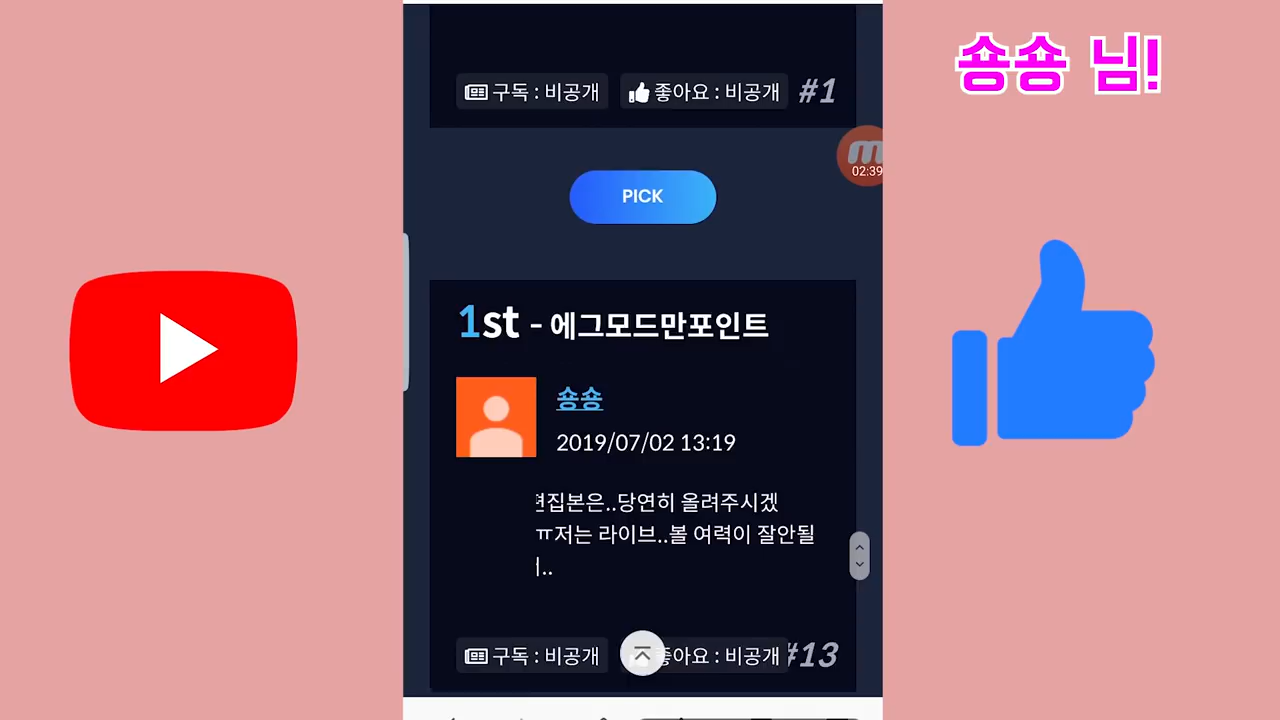 숑숑 님!
구독 : 비공개
좋아요 : 비공개
#1
02:39
PICK
1st - 에그모드만포인트
숑숑
2019/07/02 13:19
편집본은..당연히 올려주시겠
ㅠ저는 라이브..볼 여력이 잘안될
..
구독 : 비공개
좋아요 : 비공개
#13